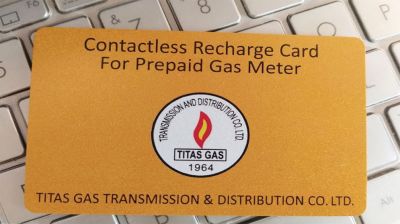 Contactless Recharge Card
For Prepaid Gas Meter
TRANSMISSION AND DISTRIBUTION CO. LTD.
TITAS GAS
1964
TITAS GAS TRANSMISSION & DISTRIBUTION CO. LTD.